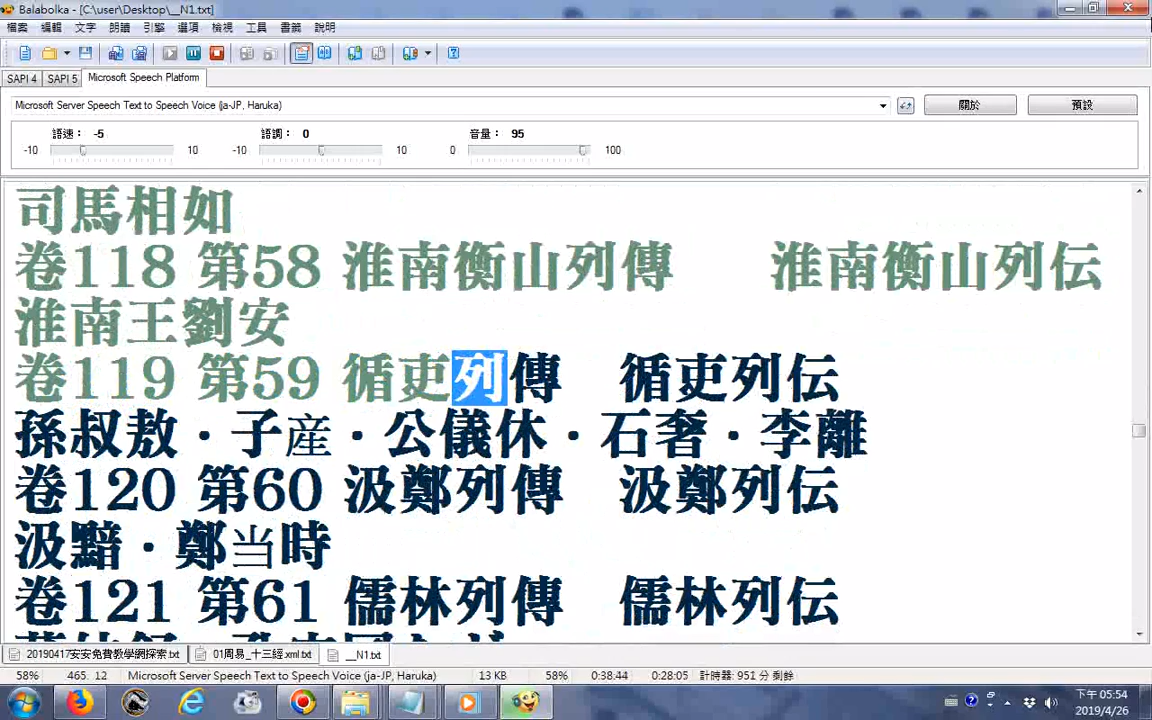 Balabolka - [C:\user\Desktop\__N1.txt]
檔案 編輯 文字 朗讀 引擎 選項 檢視 工具 書籤 說明
SAPI 4 SAPI 5 Microsoft Speech Platform
Microsoft Server Speech Text to Speech Voice (ja-JP, Haruka) 關於 預設
語速： -5 語調： 0 音量： 95
-10 10 -10 10 0 100
司馬相如
卷118 第58 淮南衡山列傳 淮南衡山列伝
淮南王劉安
卷119 第59 循吏列傳 循吏列伝
孫叔敖・子産・公儀休・石奢・李離
卷120 第60 汲鄭列傳 汲鄭列伝
汲黯・鄭当時
卷121 第61 儒林列傳 儒林列伝
20190417安安免費教學網探索.txt 01周易_十三經.xml.txt __N1.txt
58% 465. 12 Microsoft Server Speech Text to Speech Voice (ja-JP, Haruka) 13 KB 58% 0:38:44 0:28:05 計時器: 951 分 剩餘
下午 05:54
2019/4/26